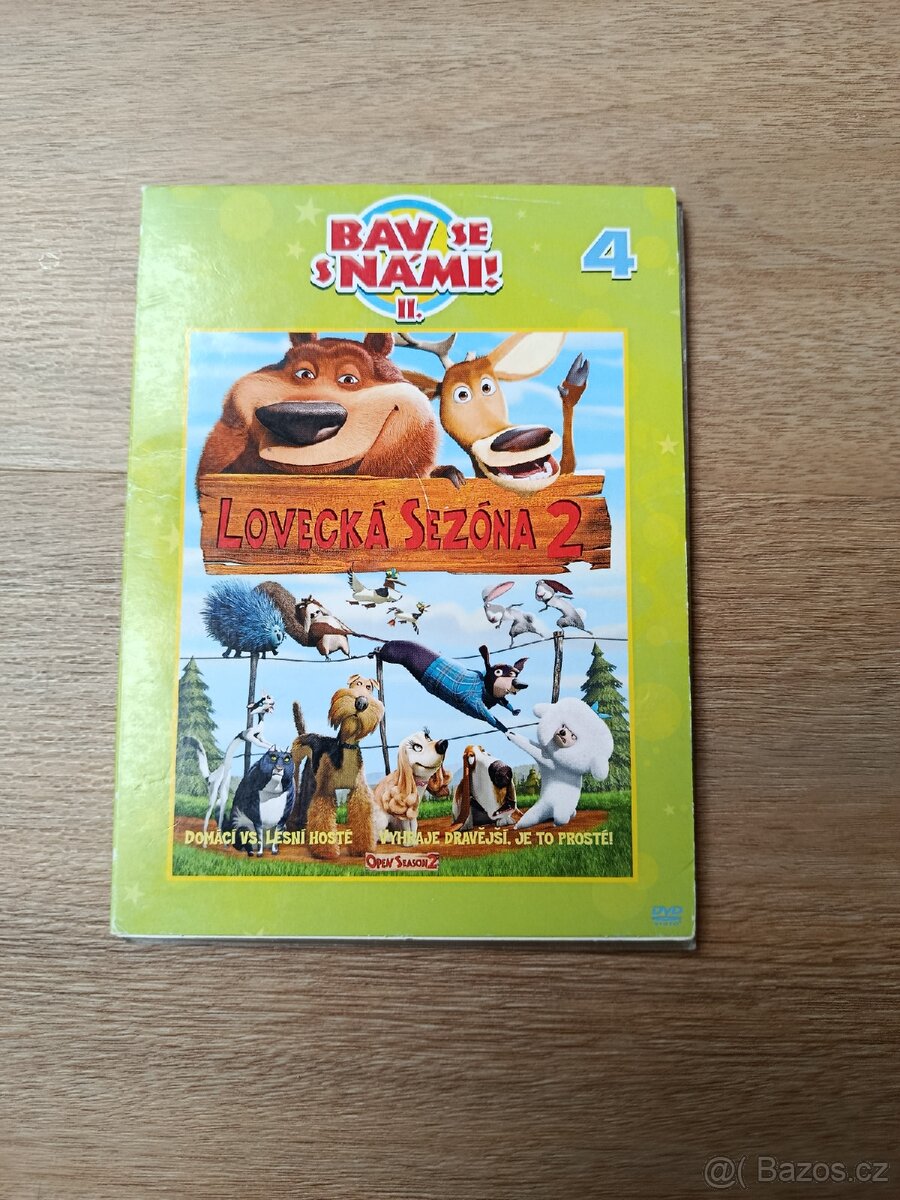 BAV SE
S NÁMI!
II.
4
LOVECKÁ SEZÓNA 2
DOMÁCÍ VS. LESNÍ HOSTÉ VYHRAJE DRAVĚJŠÍ, JE TO PROSTÉ!
OPEN SEASON 2
DVD
VIDEO
@( Bazos.cz